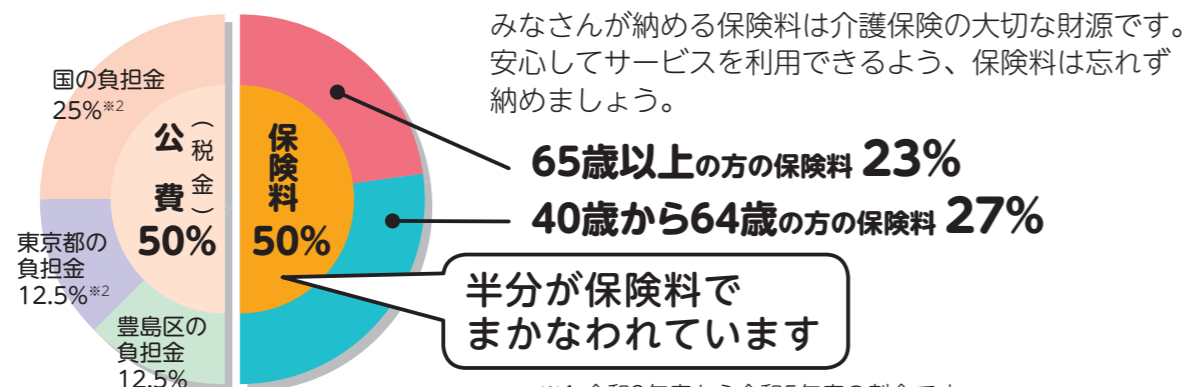 みなさんが納める保険料は介護保険の大切な財源です。
安心してサービスを利用できるよう、保険料は忘れず
納めましょう。
国の負担金
25%※2
公費（税金）
50%
保険料
50%
65歳以上の方の保険料 23%
40歳から64歳の方の保険料 27%
東京都の
負担金
12.5%※2
豊島区の
負担金
12.5%
半分が保険料で
まかなわれています